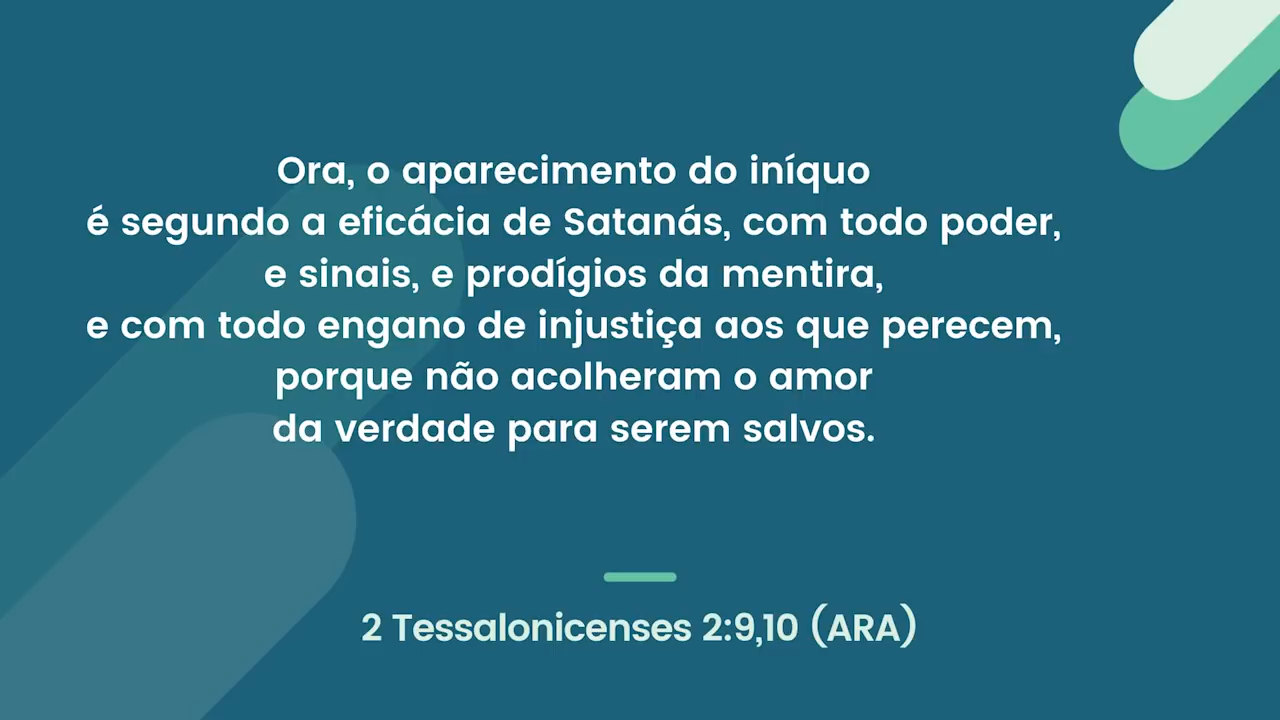 Ora, o aparecimento do iníquo
é segundo a eficácia de Satanás, com todo poder,
e sinais, e prodígios da mentira,
e com todo engano de injustiça aos que perecem,
porque não acolheram o amor
da verdade para serem salvos.
2 Tessalonicenses 2:9,10 (ARA)